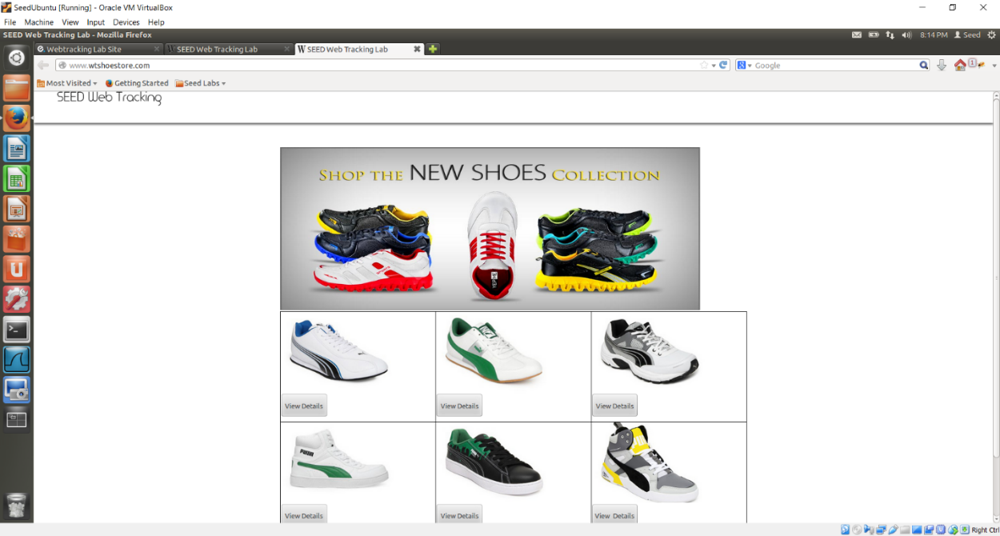 SeedUbuntu [Running] - Oracle VM VirtualBox
File Machine View Input Devices Help
SEED Web Tracking Lab - Mozilla Firefox
8:14 PM Seed
Webtracking Lab Site
SEED Web Tracking Lab
SEED Web Tracking Lab
www.wtshoestore.com
Google
1
Most Visited
Getting Started
Seed Labs
SEED Web Tracking
SHOP THE NEW SHOES COLLECTION
View Details
View Details
View Details
PUMA
View Details
View Details
View Details
Right Ctrl